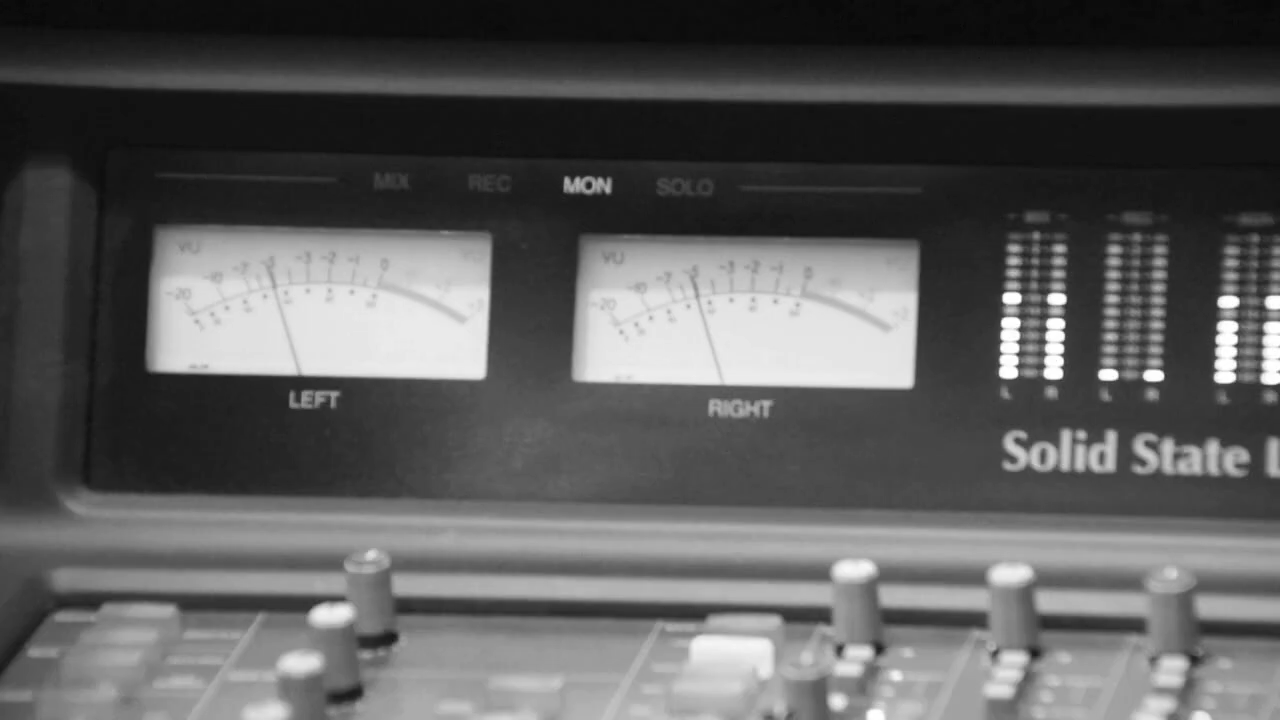 MIX REC MON SOLO
VU
-20 -10 -7 -5 -3 -2 -1 0
LEFT
VU
-20 -10 -7 -5 -3 -2 -1 0
RIGHT
L R L R L
Solid State L